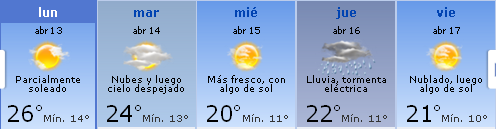 lun
abr 13
Parcialmente
soleado
26° Mín. 14°
mar
abr 14
Nubes y luego
cielo despejado
24° Mín. 13°
mié
abr 15
Más fresco, con
algo de sol
20° Mín. 11°
jue
abr 16
Lluvia, tormenta
eléctrica
22° Mín. 11°
vie
abr 17
Nublado, luego
algo de sol
21° Mín. 10°